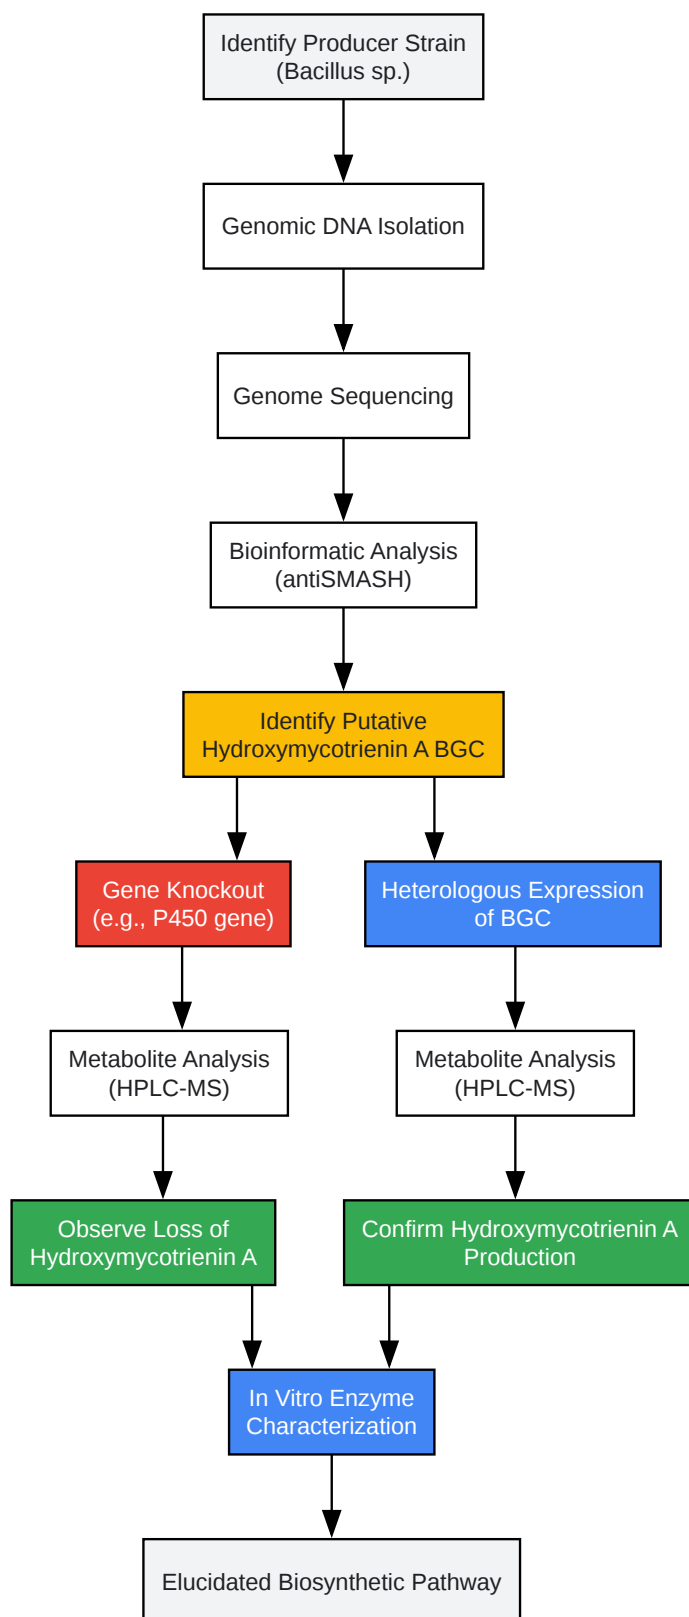 Identify Producer Strain
(Bacillus sp.)
Genomic DNA Isolation
Genome Sequencing
Bioinformatic Analysis
(antiSMASH)
Identify Putative
Hydroxymycotrienin A BGC
Gene Knockout
(e.g., P450 gene)
Heterologous Expression
of BGC
Metabolite Analysis
(HPLC-MS)
Metabolite Analysis
(HPLC-MS)
Observe Loss of
Hydroxymycotrienin A
Confirm Hydroxymycotrienin A
Production
In Vitro Enzyme
Characterization
Elucidated Biosynthetic Pathway